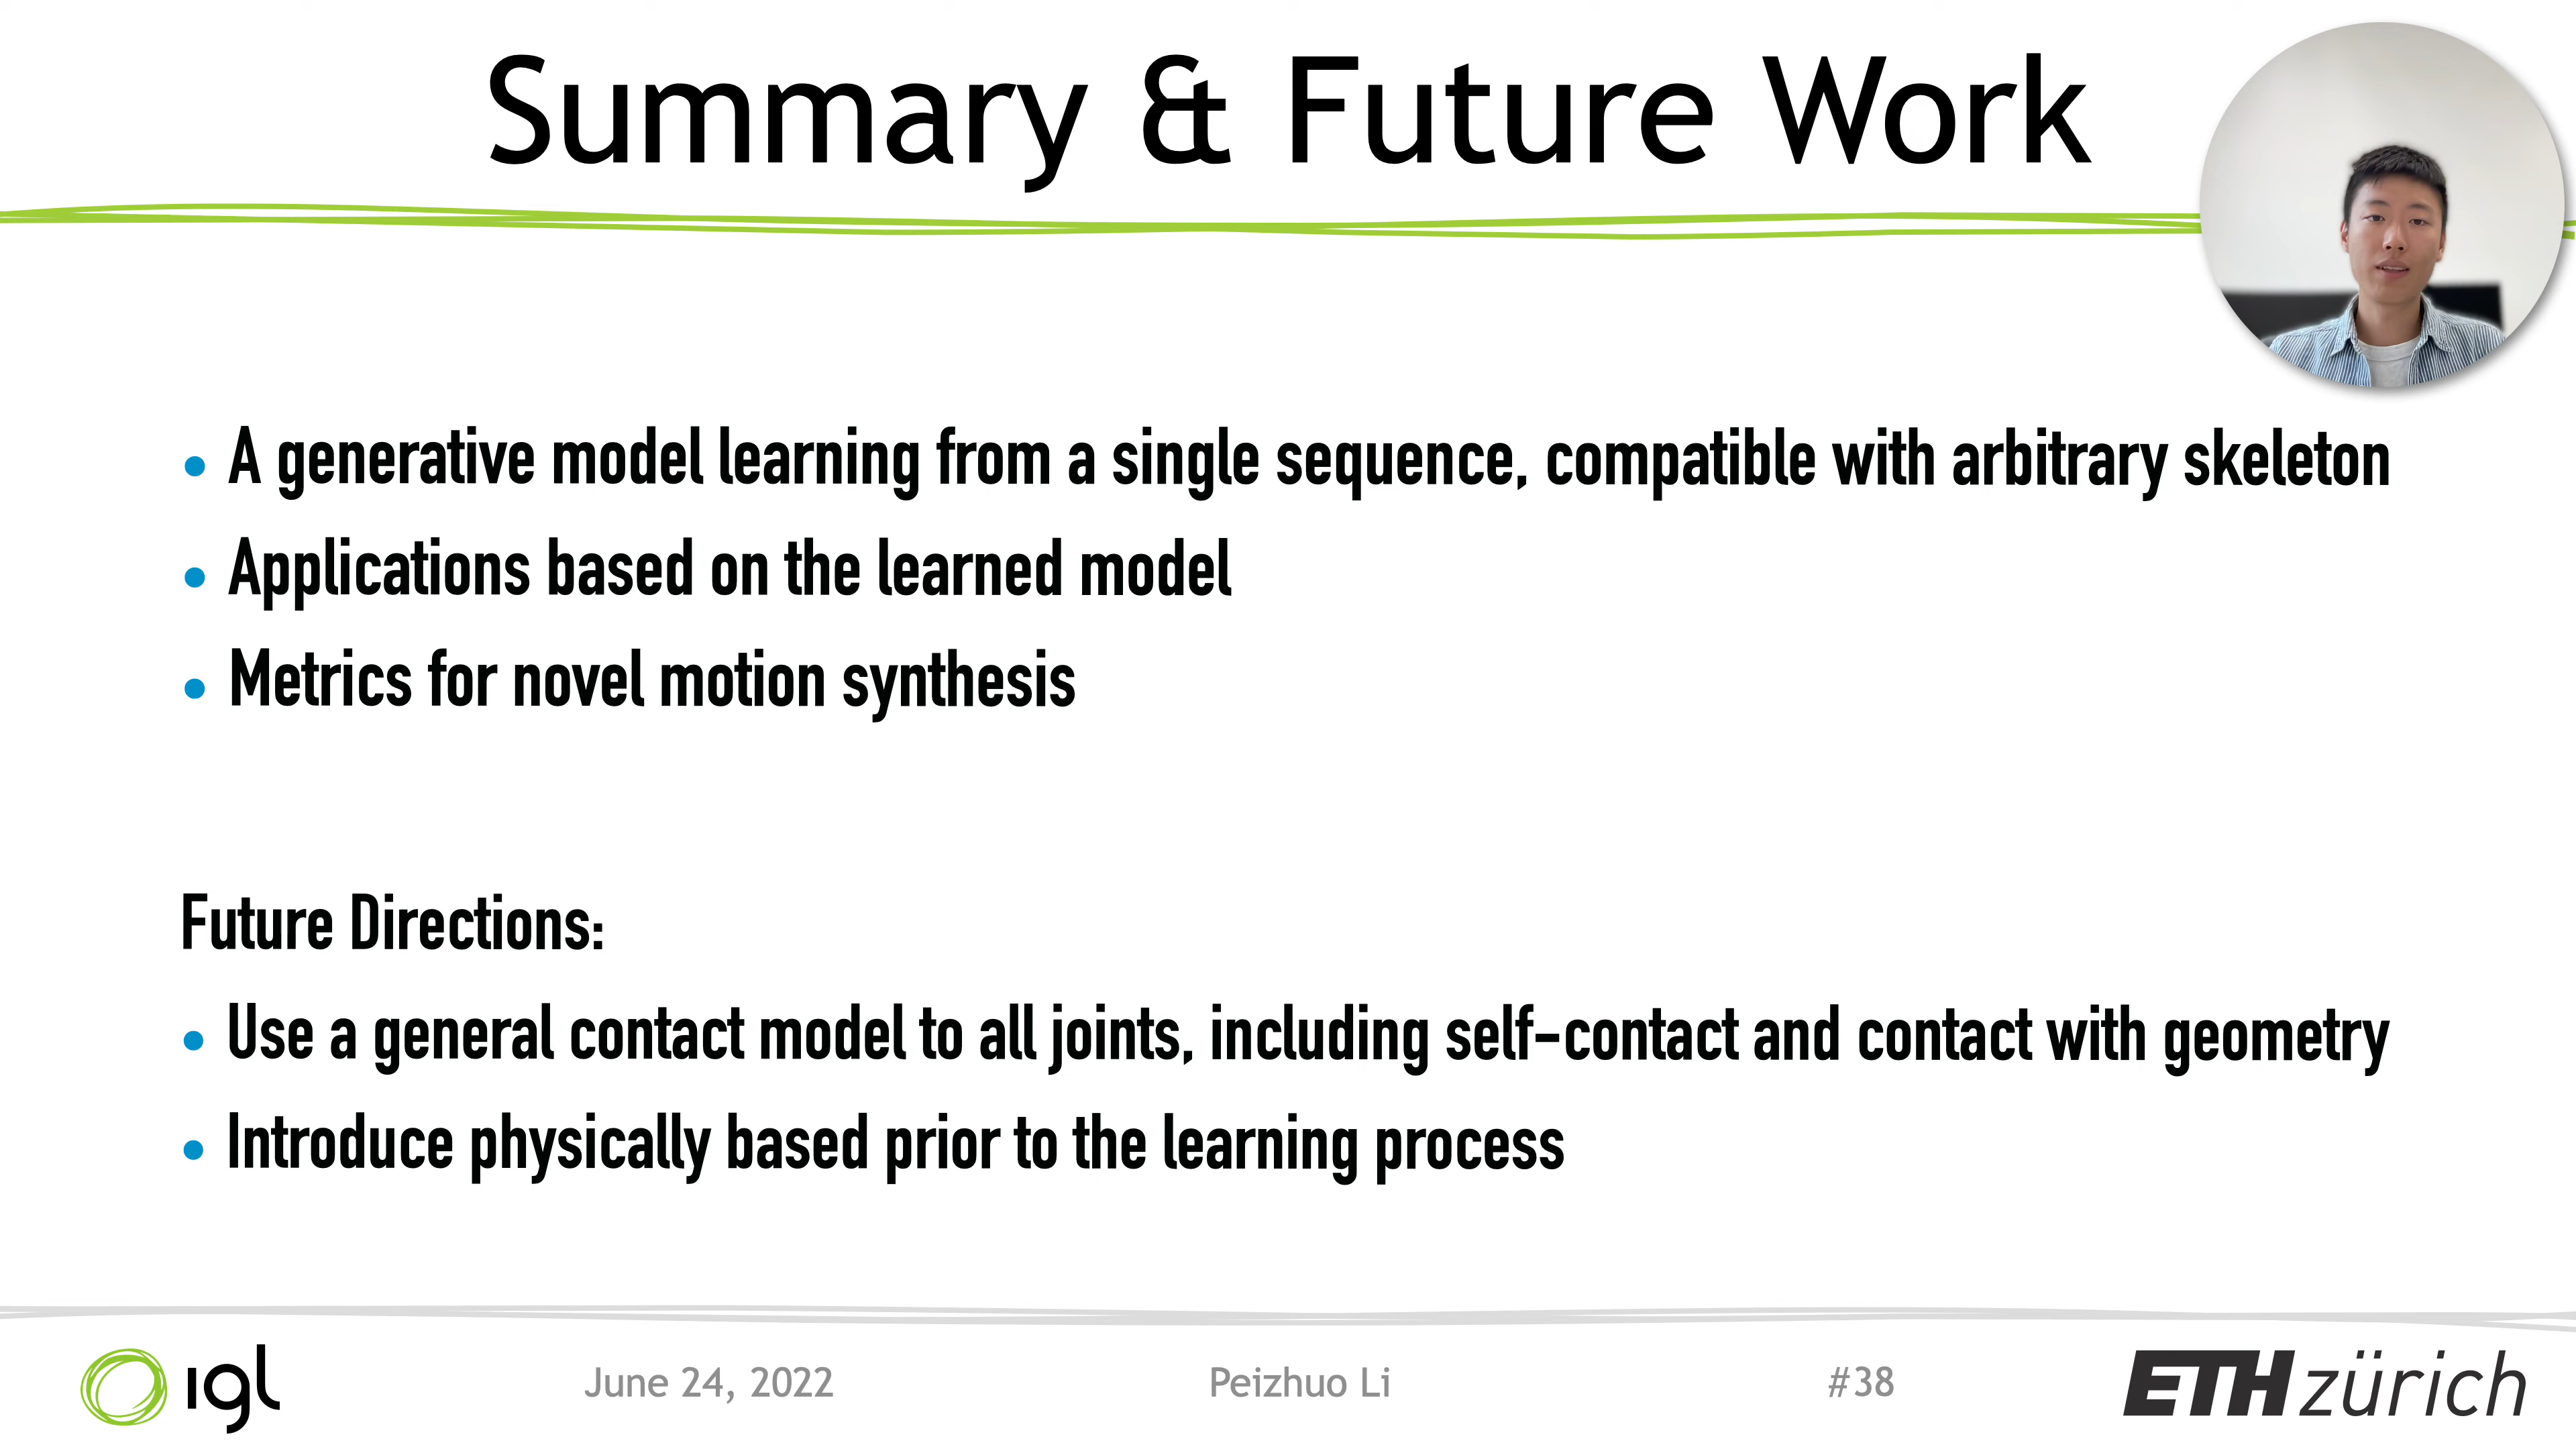 Summary & Future Work
• A generative model learning from a single sequence, compatible with arbitrary skeleton
• Applications based on the learned model
• Metrics for novel motion synthesis
Future Directions:
• Use a general contact model to all joints, including self-contact and contact with geometry
• Introduce physically based prior to the learning process
igl
June 24, 2022
Peizhuo Li
#38
ETH zürich